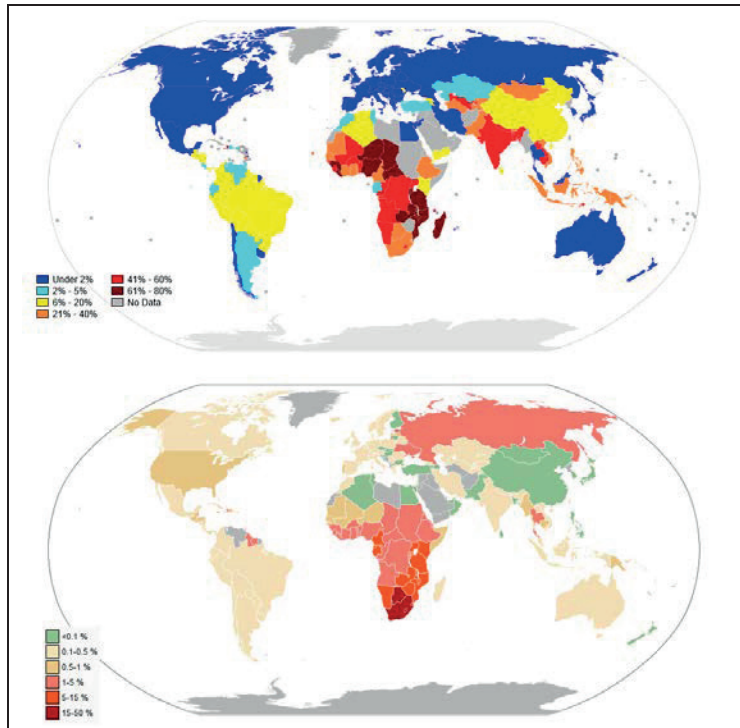 Under 2%
2% - 5%
6% - 20%
21% - 40%
41% - 60%
61% - 80%
No Data
<0.1 %
0.1-0.5 %
0.5-1 %
1-5 %
5-15 %
15-50 %